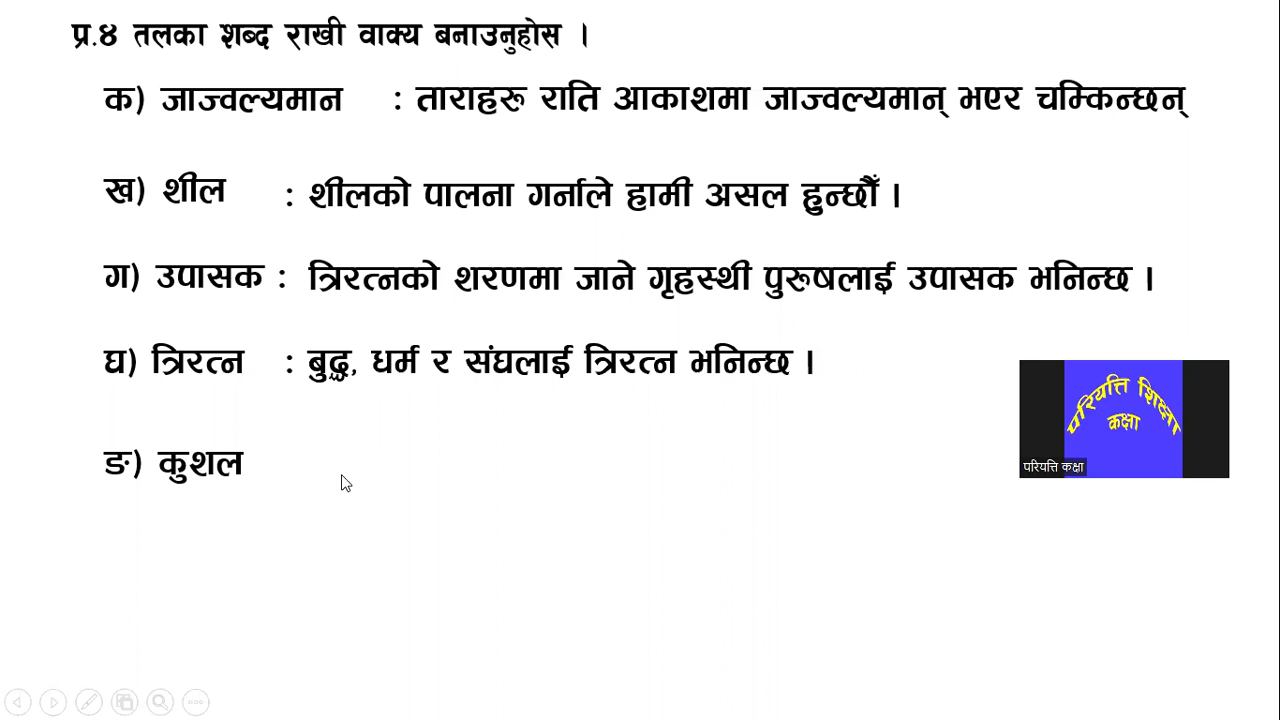 प्र.४ तलका शब्द राखी वाक्य बनाउनुहोस ।
क) जाज्वल्यमान : ताराहरू राति आकाशमा जाज्वल्यमान् भएर चम्किन्छन्
ख) शील : शीलको पालना गर्नाले हामी असल हुन्छौँ ।
ग) उपासक : त्रिरत्नको शरणमा जाने गृहस्थी पुरूषलाई उपासक भनिन्छ ।
घ) त्रिरत्न : बुद्ध, धर्म र संघलाई त्रिरत्न भनिन्छ ।
ङ) कुशल
परियत्ति शिक्षा
कक्षा
परियत्ति कक्षा